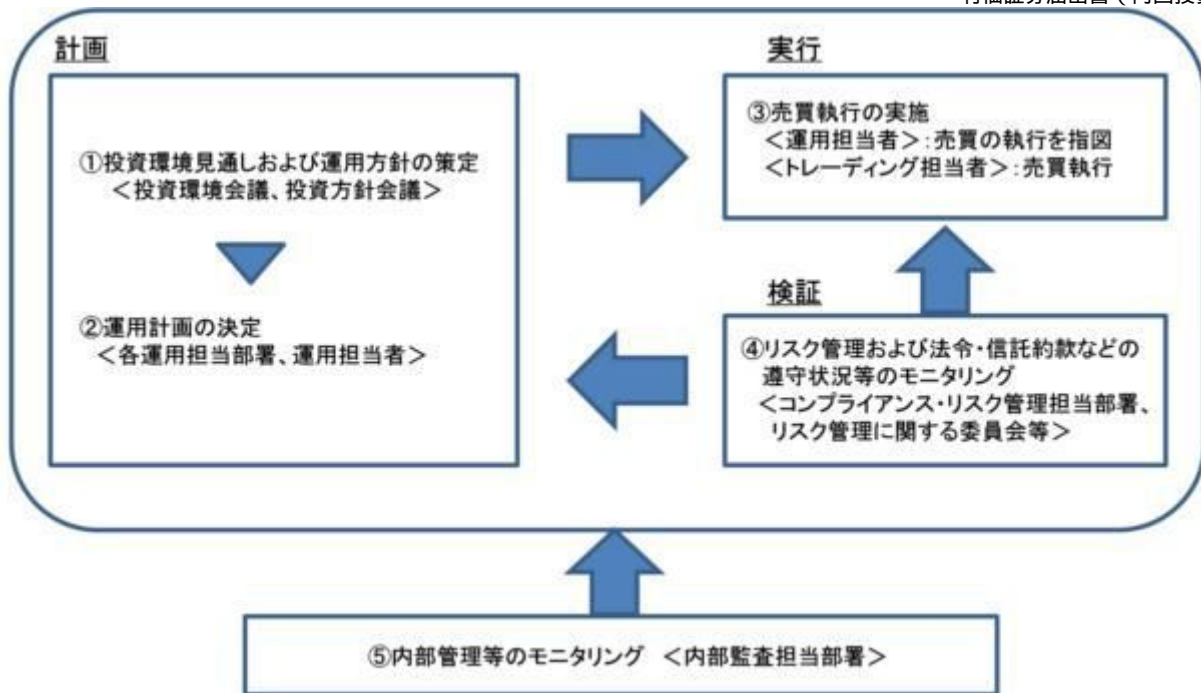 計画
①投資環境見通しおよび運用方針の策定
<投資環境会議、投資方針会議>
②運用計画の決定
<各運用担当部署、運用担当者>
実行
③売買執行の実施
<運用担当者>:売買の執行を指図
<トレーディング担当者>:売買執行
検証
④リスク管理および法令・信託約款などの
遵守状況等のモニタリング
<コンプライアンス・リスク管理担当部署、
リスク管理に関する委員会等>
⑤内部管理等のモニタリング <内部監査担当部署>